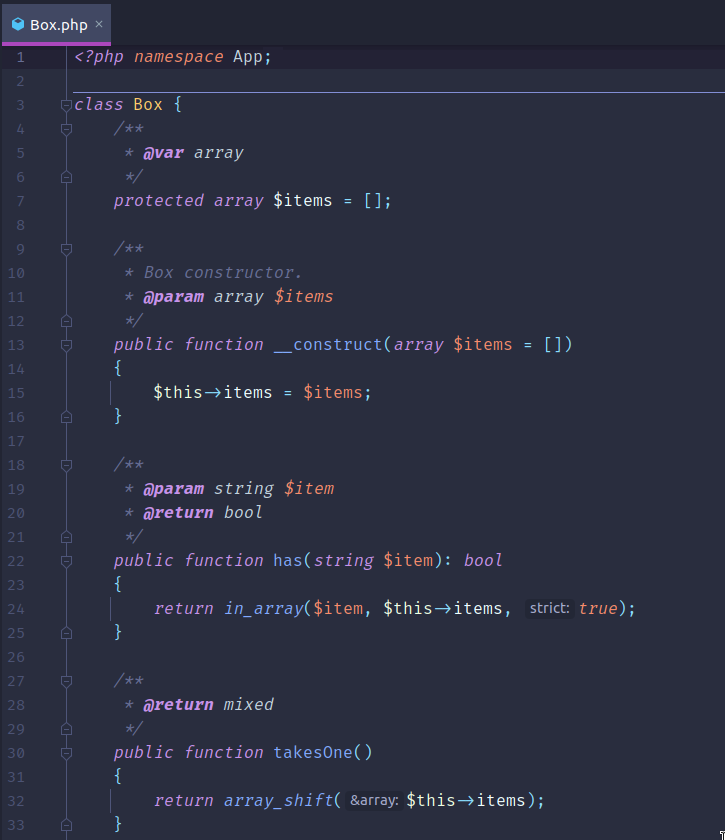 Box.php ×
1 <?php namespace App;
2
3 class Box {
4 /**
5 * @var array
6 */
7 protected array $items = [];
8
9 /**
10 * Box constructor.
11 * @param array $items
12 */
13 public function __construct(array $items = [])
14 {
15 $this->items = $items;
16 }
17
18 /**
19 * @param string $item
20 * @return bool
21 */
22 public function has(string $item): bool
23 {
24 return in_array($item, $this->items, strict: true);
25 }
26
27 /**
28 * @return mixed
29 */
30 public function takesOne()
31 {
32 return array_shift( &array: $this->items);
33 }